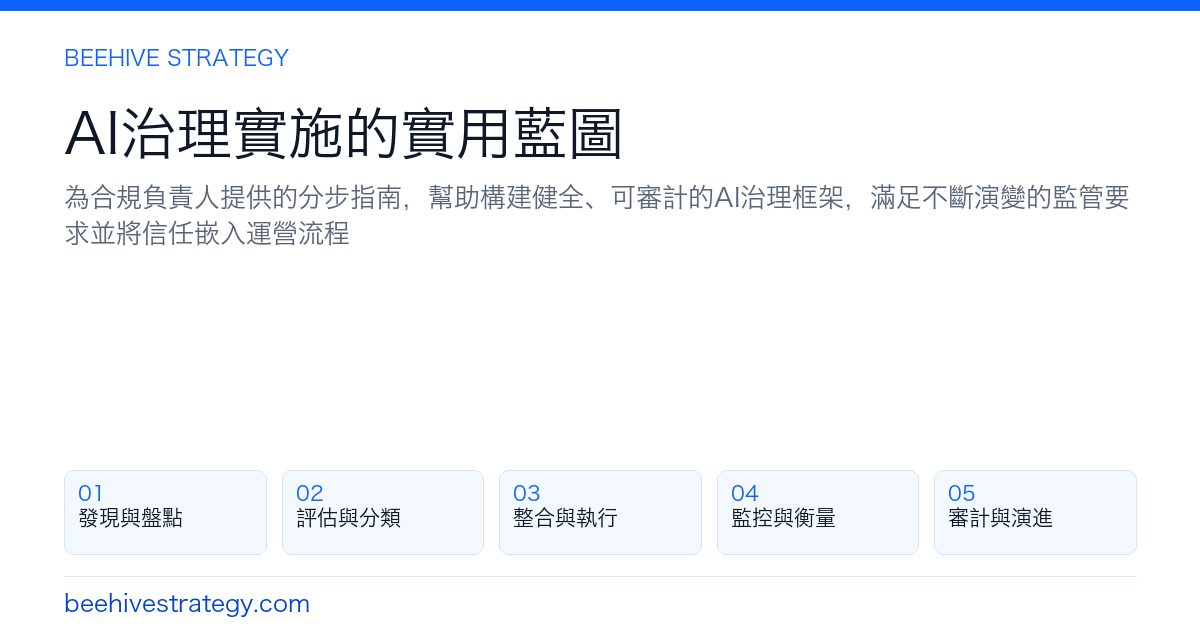 BEEHIVE STRATEGY
AI治理實施的實用藍圖
為合規負責人提供的分步指南，幫助構建健全、可審計的AI治理框架，滿足不斷演變的監管要
求並將信任嵌入運營流程
01
發現與盤點
02
評估與分類
03
整合與執行
04
監控與衡量
05
審計與演進
beehivestrategy.com